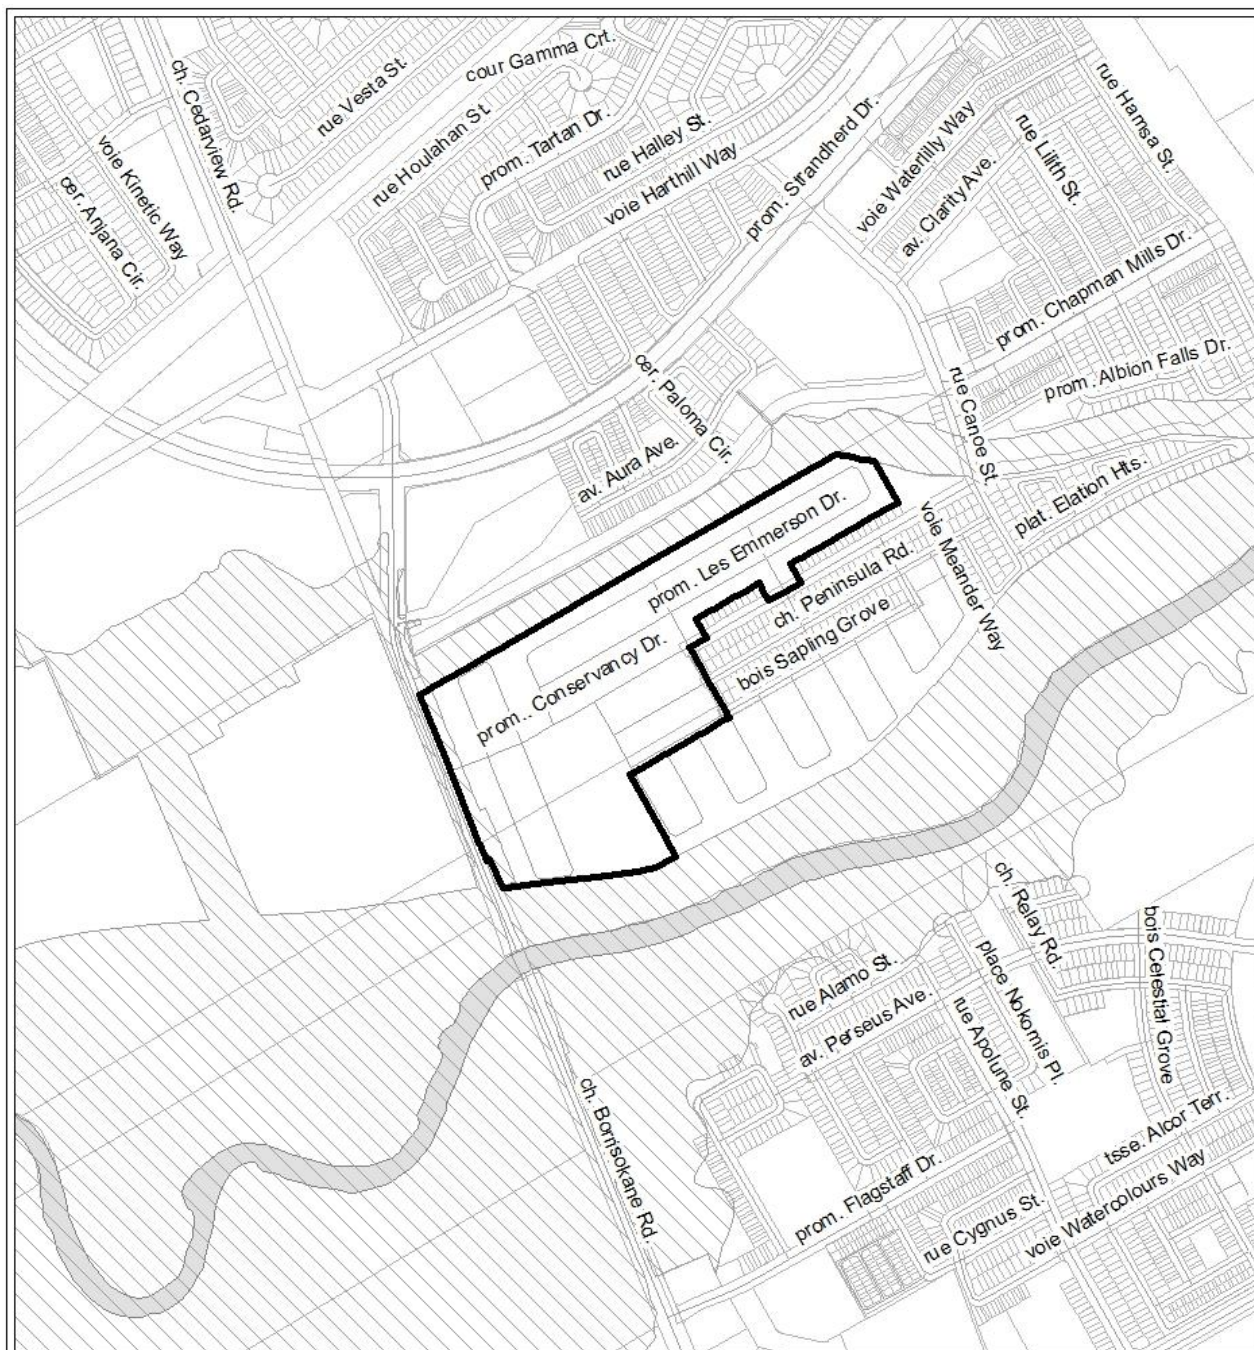 ch. Cedarview Rd.
rue Vesta St.
cour Gamma Crt.
voie Kinetic Way
cer. Anjana Cir.
rue Houlahan St.
prom. Tartan Dr.
rue Halley St.
voie Harthill Way
prom. Strandherd Dr.
voie Waterlilly Way
av. Clarity Ave.
rue Lilith St.
rue Hamsa St.
prom. Chapman Mills Dr.
prom. Albion Falls Dr.
rue Canoe St.
cer. Paloma Cir.
av. Aura Ave.
plat. Elation Hts.
voie Meander Way
prom. Les Emmerson Dr.
ch. Peninsula Rd.
bois Sapling Grove
prom.. Conservancy Dr.
ch. Relay Rd.
bois Celestial Grove
place Nokomis Pl.
rue Alamo St.
av. Perseus Ave.
rue Apolune St.
ch. Borrisokane Rd.
tsse. Alcor Terr.
prom. Flagstaff Dr.
rue Cygnus St.
voie Watercolours Way